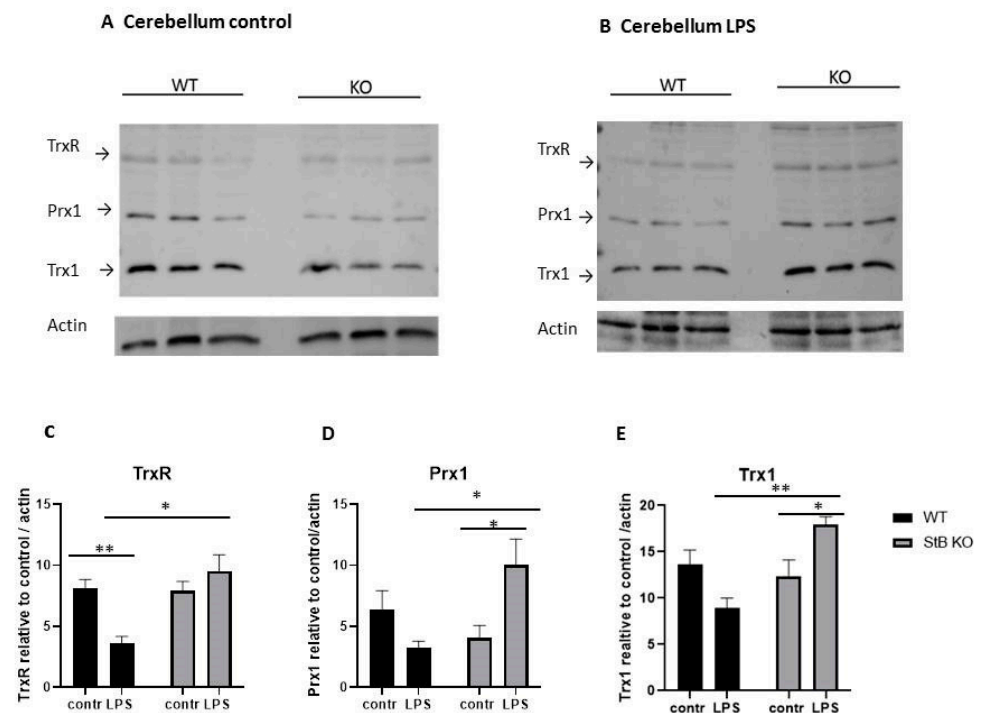 A Cerebellum control
B Cerebellum LPS
WT
KO
WT
KO
TrxR →
Prx1 →
Trx1 →
Actin
TrxR →
Prx1 →
Trx1 →
Actin
C
D
E
TrxR
Prx1
Trx1
TrxR relative to control / actin
15
10
5
0
**
*
contr LPS
contr LPS
Prx1 relative to control/actin
15
10
5
0
*
*
contr LPS
contr LPS
Trx1 realtive to control /actin
20
15
10
5
0
**
*
contr LPS
contr LPS
WT
StB KO